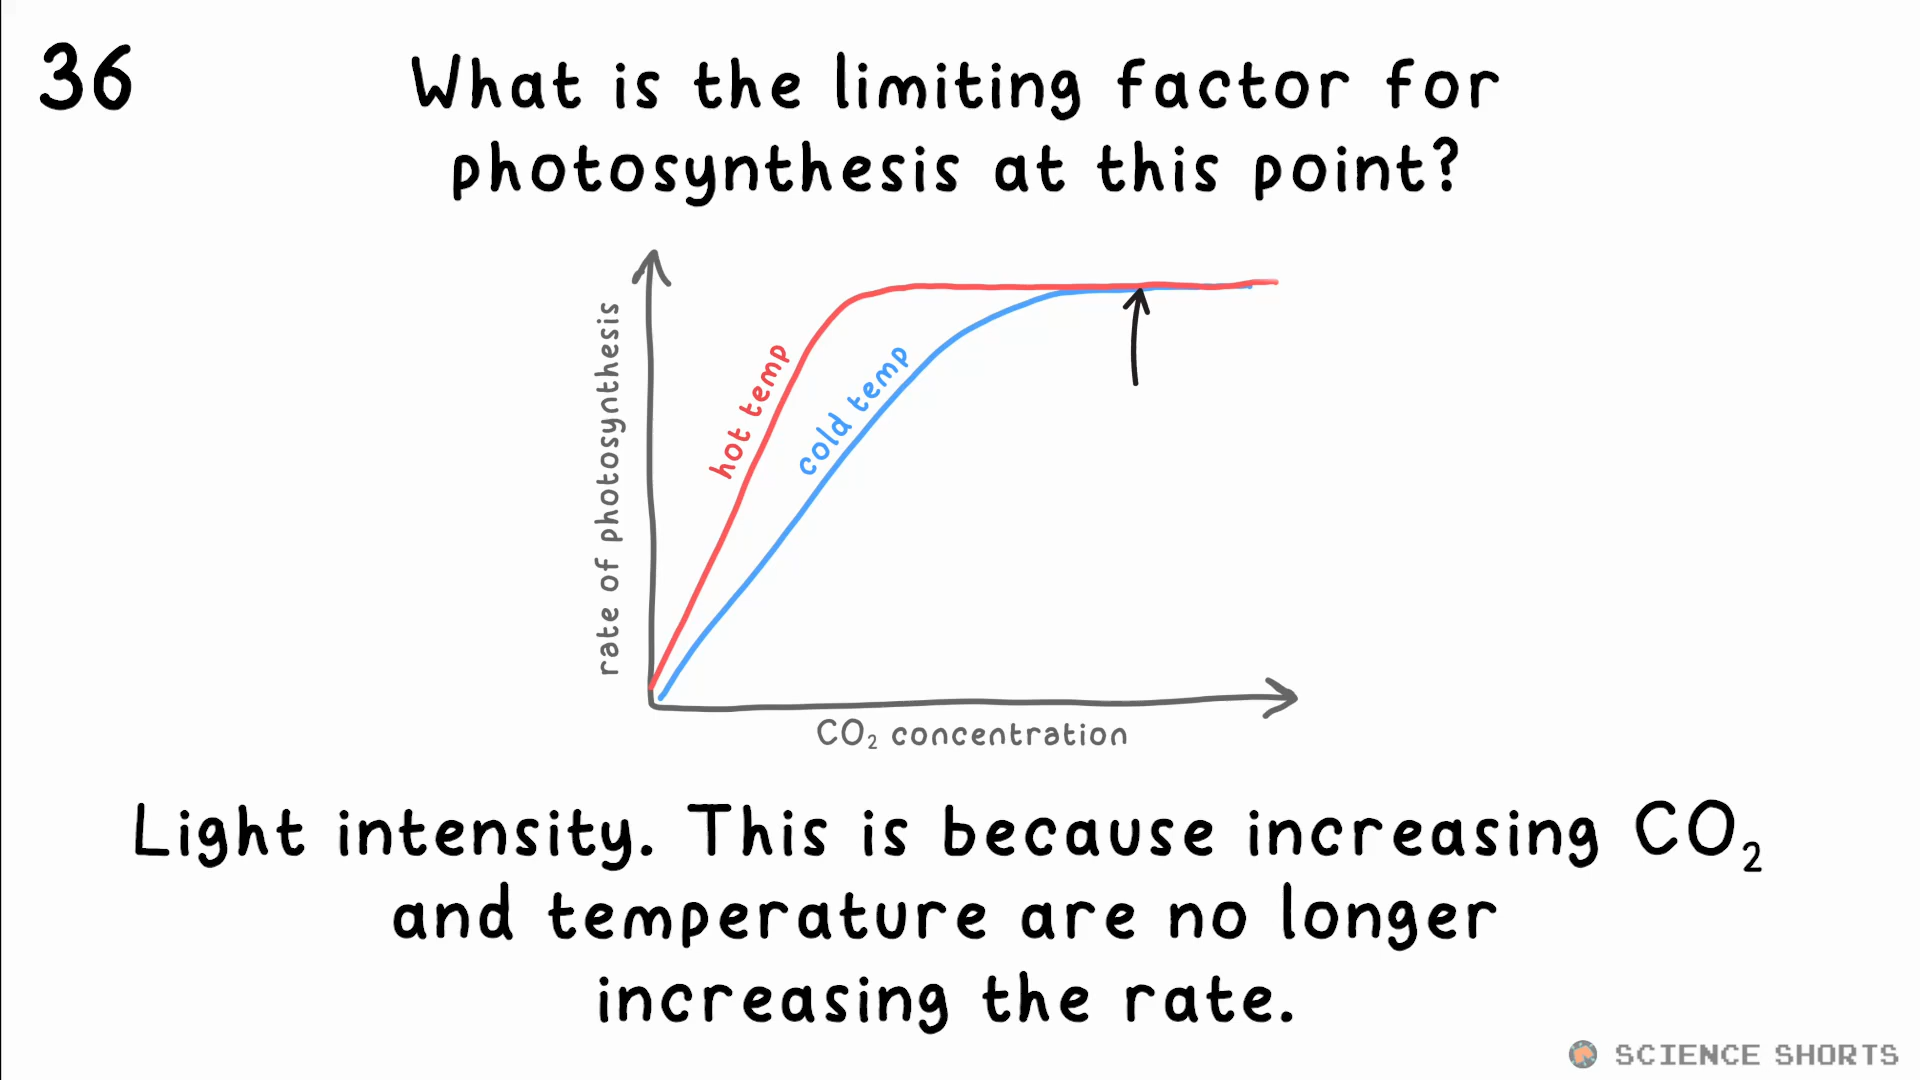 36
What is the limiting factor for
photosynthesis at this point?
rate of photosynthesis
hot temp
cold temp
CO₂ concentration
Light intensity. This is because increasing CO₂
and temperature are no longer
increasing the rate.
SCIENCE SHORTS